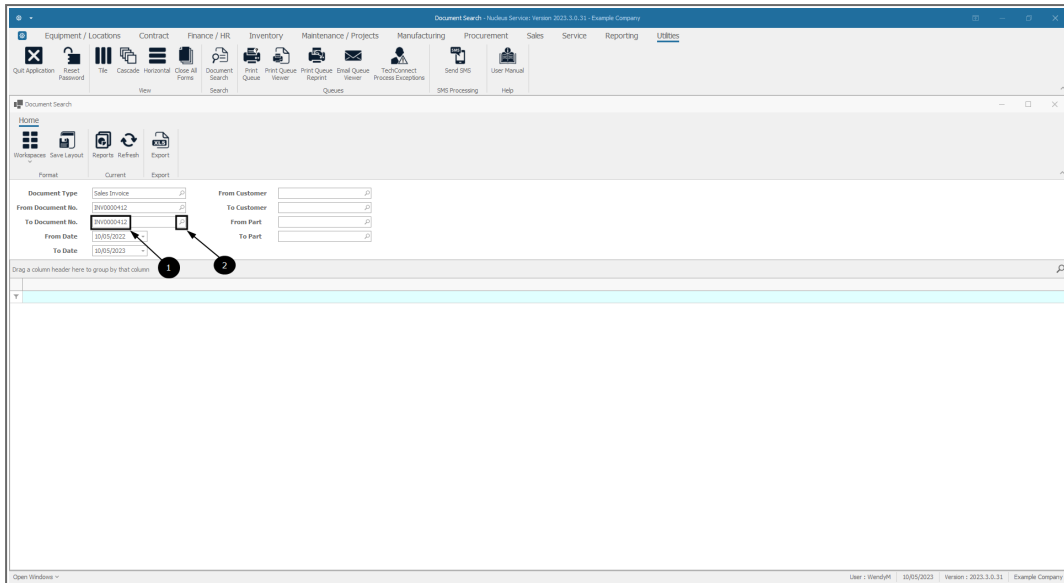 Document Search - Nucleus Service: Version 2023.3.0.31 - Example Company
Equipment / Locations Contract Finance / HR Inventory Maintenance / Projects Manufacturing Procurement Sales Service Reporting Utilities
Quit Application Reset Password Tile Cascade Horizontal Close All Forms Document Search Print Queue Print Queue Viewer Print Queue Reprint Email Queue Viewer TechConnect Process Exceptions SMS Send SMS User Manual
View Search Queues SMS Processing Help
Document Search
Home
Workspaces Save Layout Reports Refresh XLS Export
Format Current Export
Document Type Sales Invoice From Customer
From Document No. INV0000412 To Customer
To Document No. INV0000412 From Part
From Date 10/05/2022 To Part
To Date 10/05/2023
1 2
Drag a column header here to group by that column
Open Windows User : WendyM 10/05/2023 Version : 2023.3.0.31 Example Company